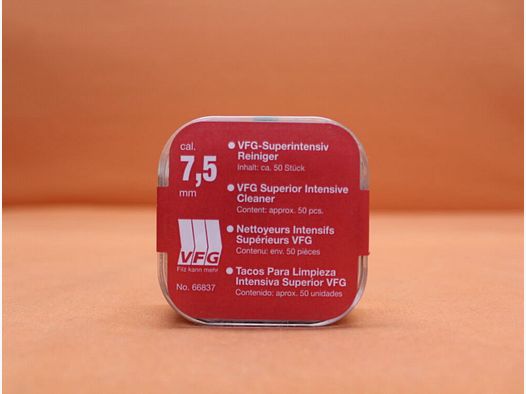 cal.
7,5
mm
VFG-Superintensiv
Reiniger
Inhalt: ca. 50 Stück
VFG Superior Intensive
Cleaner
Content: approx. 50 pcs.
Nettoyeurs Intensifs
Supérieurs VFG
Contenu: env. 50 pièces
Tacos Para Limpieza
Intensiva Superior VFG
Contenido: aprox. 50 unidades
VFG
Filz kann mehr
No. 66837